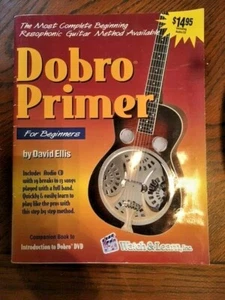 The Most Complete Beginning
Resophonic Guitar Method Available
$14.95
Dobro®
Primer
For Beginners
by David Ellis
Includes Audio CD
with 19 breaks to 13 songs
played with a full band.
Quickly & easily learn to
play like the pros with
this step by step method.
Companion Book to
Introduction to Dobro® DVD
Watch & Learn, Inc.